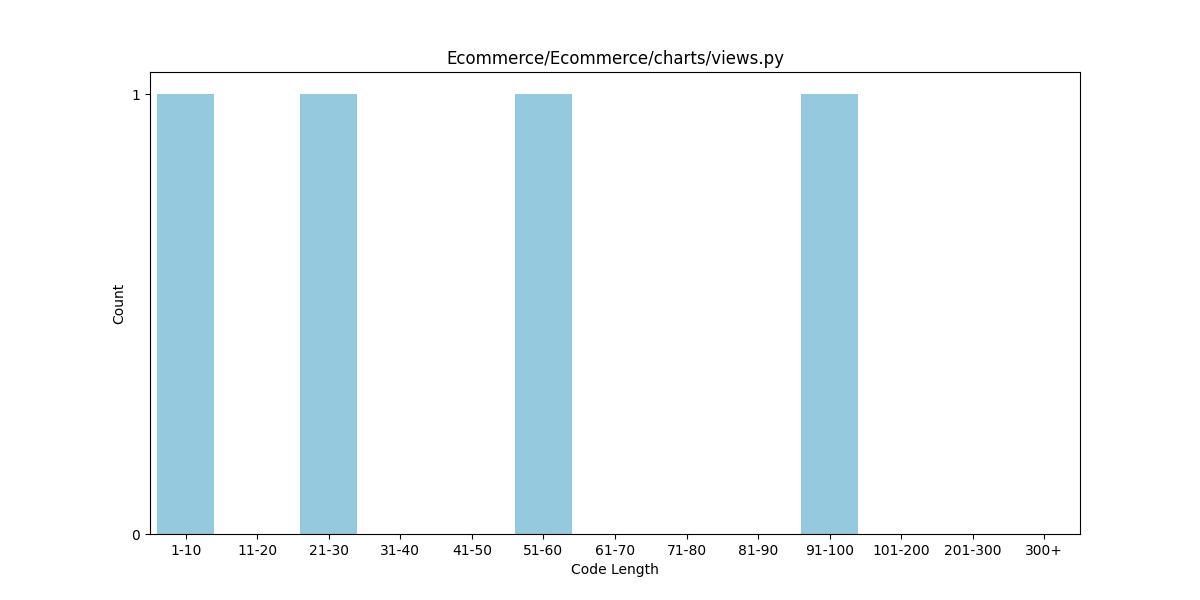 Ecommerce/Ecommerce/charts/views.py
1
Count
0
1-10 11-20 21-30 31-40 41-50 51-60 61-70 71-80 81-90 91-100 101-200 201-300 300+
Code Length